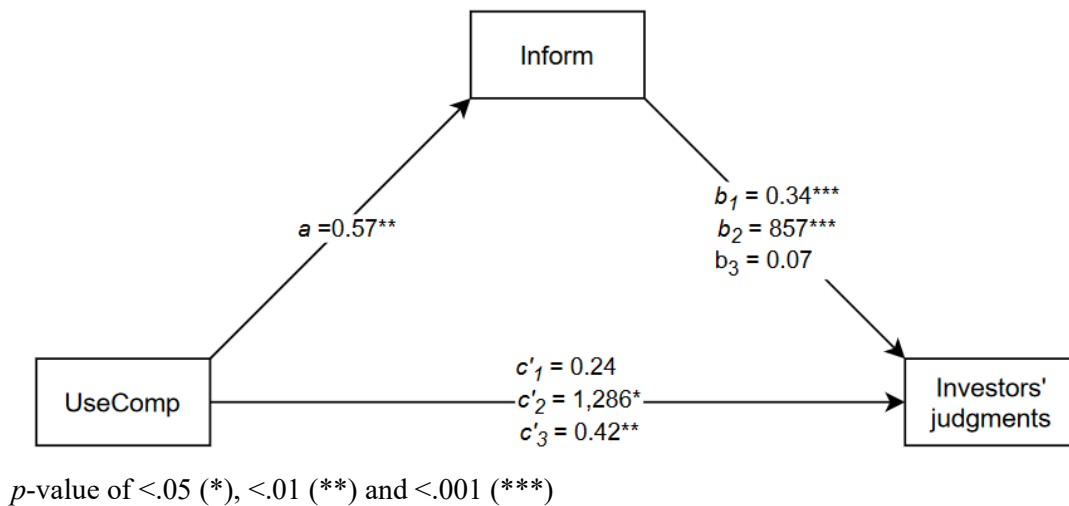 Inform
a =0.57**
b1 = 0.34***
b2 = 857***
b3 = 0.07
UseComp
c'1 = 0.24
c'2 = 1,286*
c'3 = 0.42**
Investors'
judgments
p-value of <.05 (*), <.01 (**) and <.001 (***)